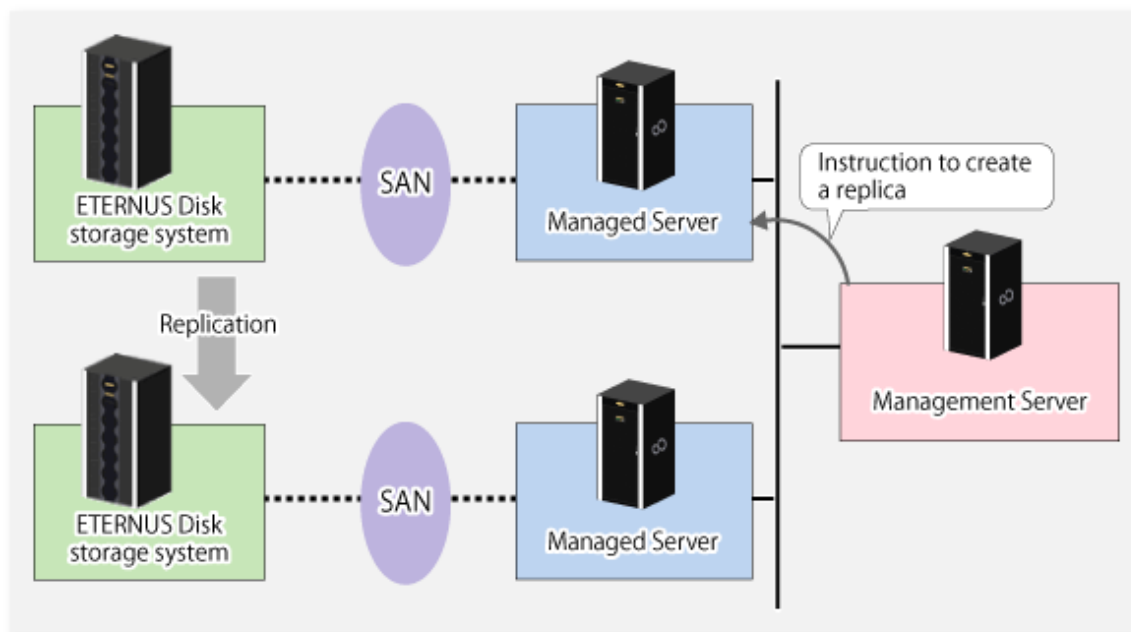 ETERNUS Disk
storage system
SAN
Managed Server
Instruction to create
a replica
Replication
Management Server
ETERNUS Disk
storage system
SAN
Managed Server